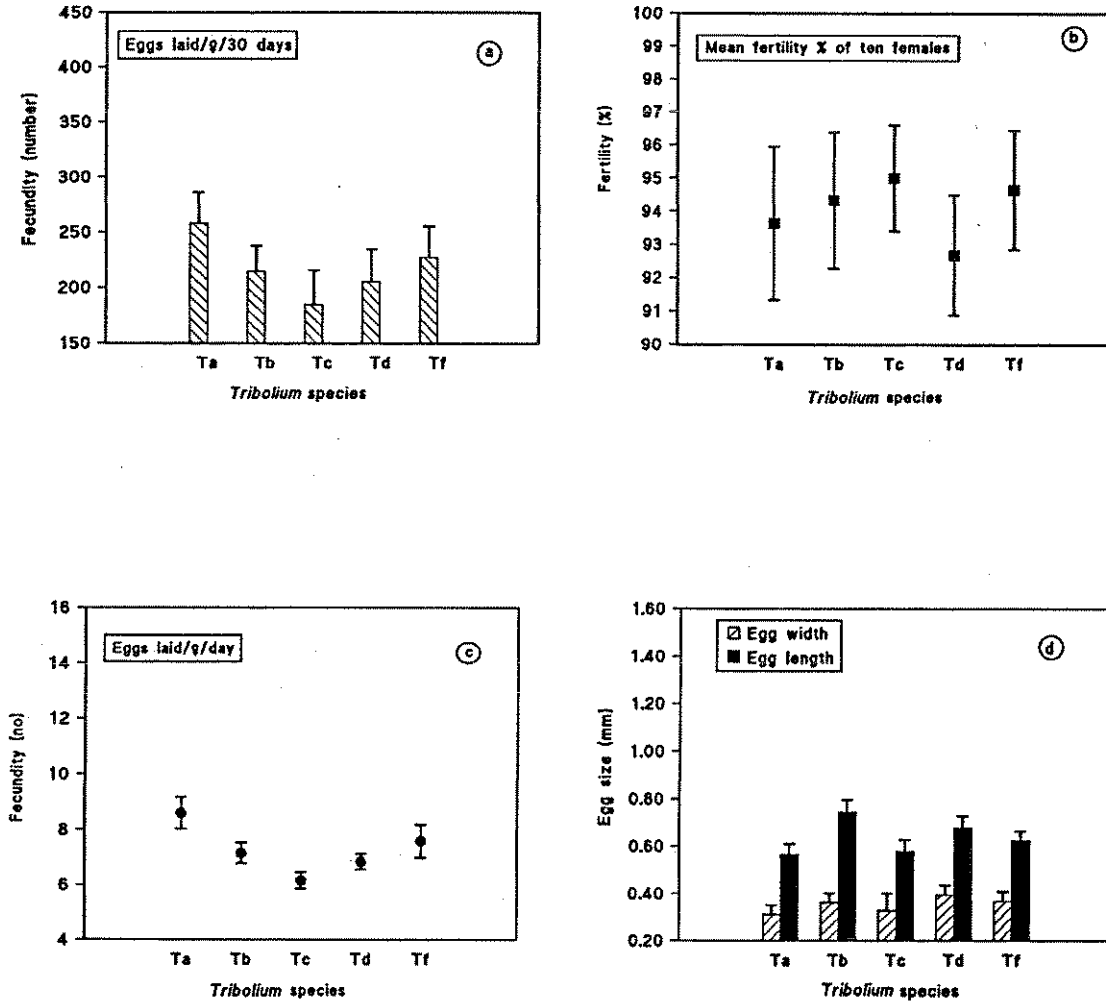 Eggs laid/♀/30 days
a
Fecundity (number)
450
400
350
300
250
200
150
Ta Tb Tc Td Tf
Tribolium species
Mean fertility % of ten females
b
Fertility (%)
100
99
98
97
96
95
94
93
92
91
90
Ta Tb Tc Td Tf
Tribolium species
Eggs laid/♀/day
c
Fecundity (no)
16
14
12
10
8
6
4
Ta Tb Tc Td Tf
Tribolium species
Egg width
Egg length
d
Egg size (mm)
1.60
1.40
1.20
1.00
0.80
0.60
0.40
0.20
Ta Tb Tc Td Tf
Tribolium species